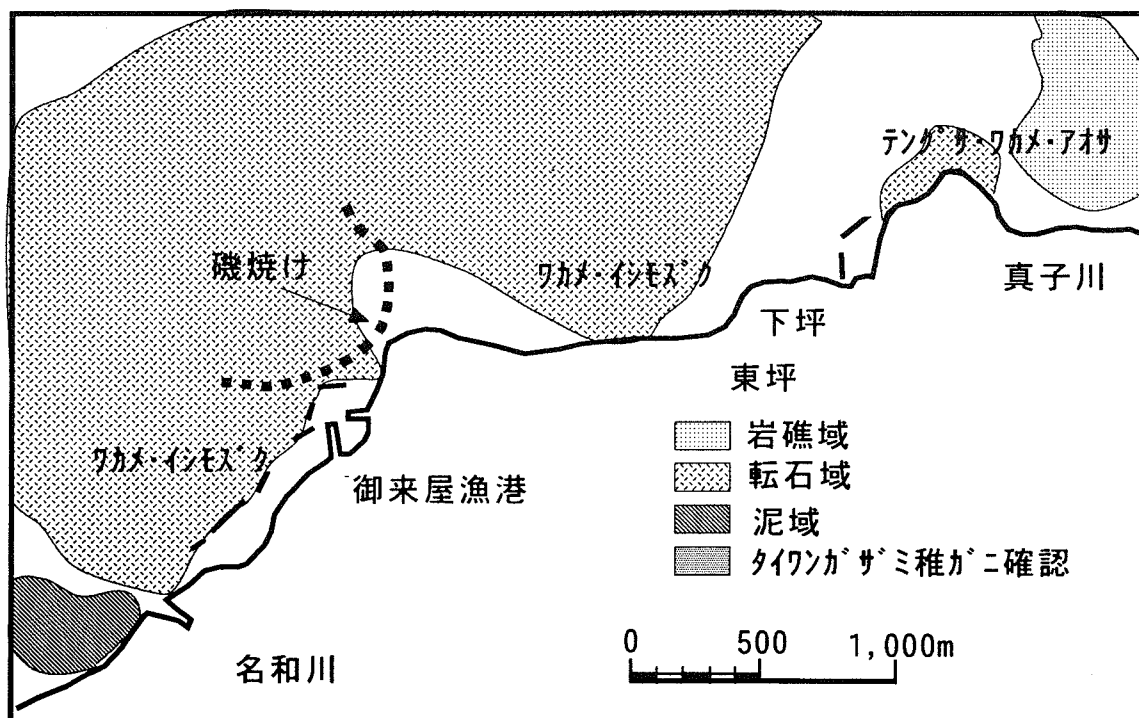 テングサ・ワカメ・アオサ
磯焼け
ワカメ・イシモズク
真子川
下坪
東坪
ワカメ・イシモズク
御来屋漁港
岩礁域
転石域
泥域
タイワンガザミ稚ガニ確認
名和川
0 500 1,000m